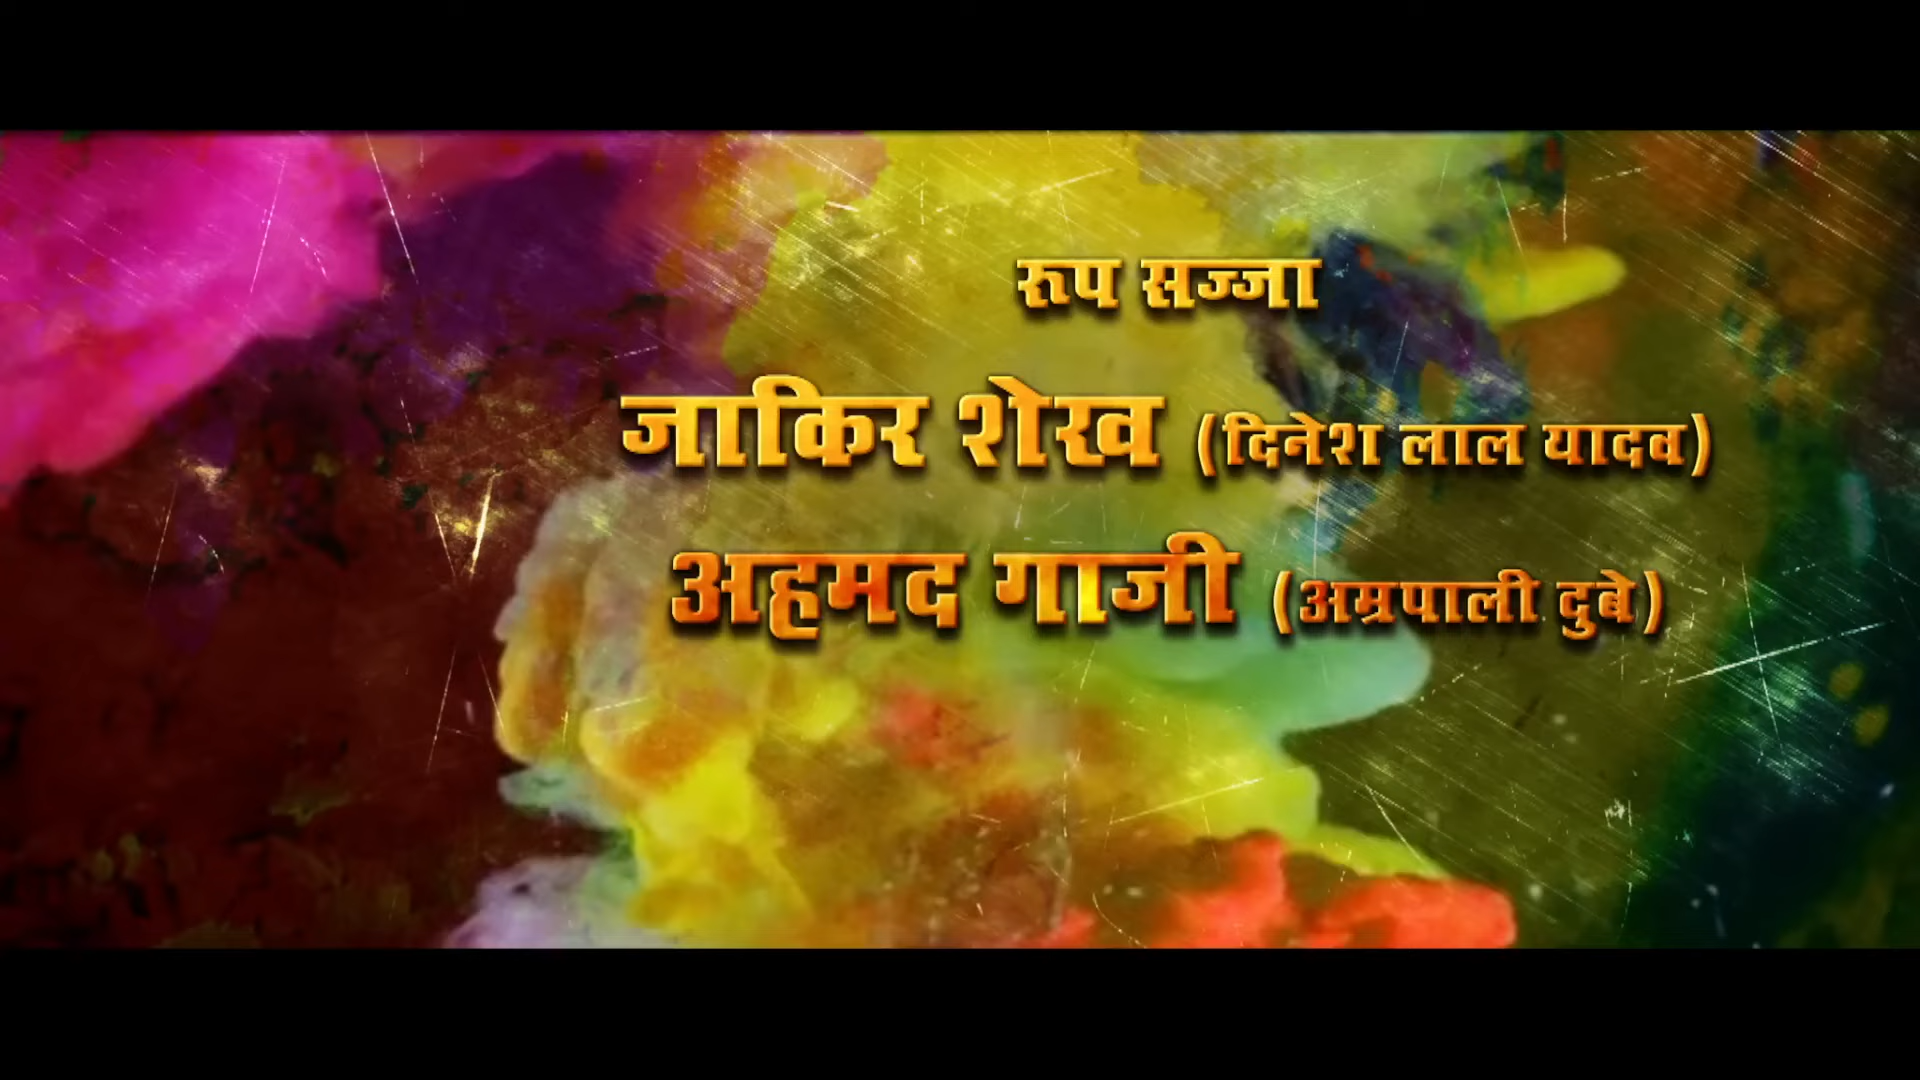 रूप सज्जा
जाकिर शेख (दिनेश लाल यादव)
अहमद गाजी (अम्रपाली दुबे)